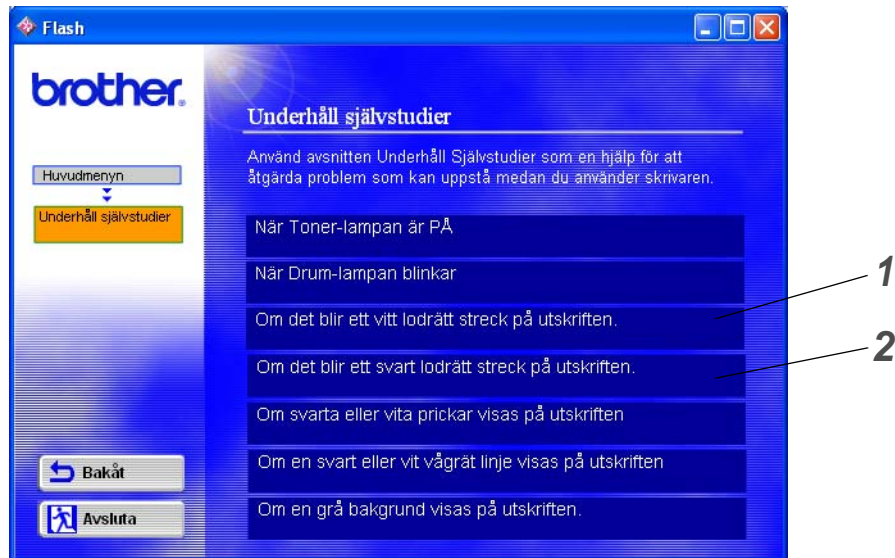 Flash
brother
Huvudmenyn
Underhåll självstudier
Underhåll självstudier
Använd avsnitten Underhåll Självstudier som en hjälp för att
åtgärda problem som kan uppstå medan du använder skrivaren.
När Toner-lampan är PÅ
När Drum-lampan blinkar
Om det blir ett vitt lodrätt streck på utskriften.
1
Om det blir ett svart lodrätt streck på utskriften.
2
Om svarta eller vita prickar visas på utskriften
Om en svart eller vit vågrät linje visas på utskriften
Om en grå bakgrund visas på utskriften.
Bakåt
Avsluta